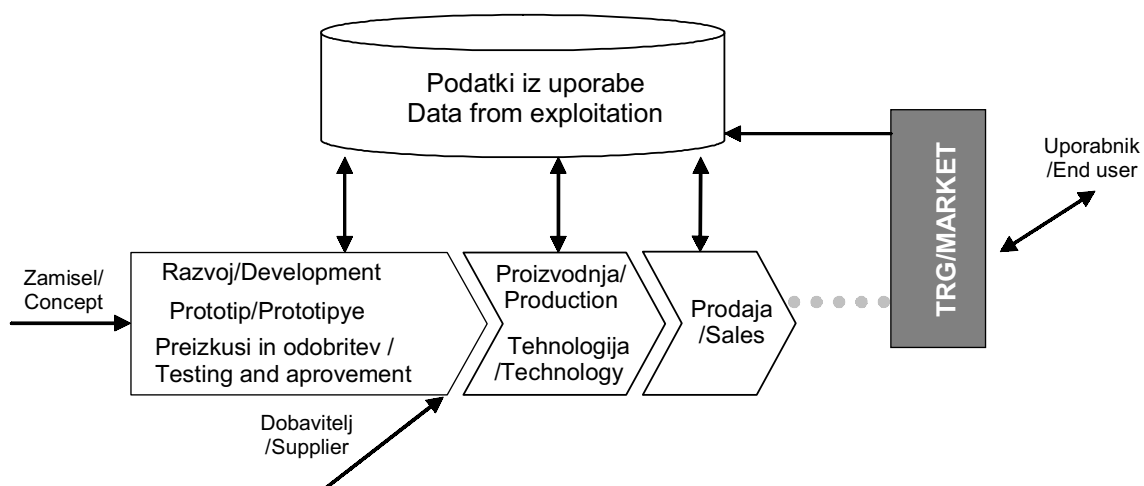 Podatki iz uporabe
Data from exploitation
TRG/MARKET
Uporabnik
/End user
Zamisel/
Concept
Razvoj/Development
Prototip/Prototipye
Preizkusi in odobritev /
Testing and aprovement
Proizvodnja/
Production
Tehnologija
/Technology
Prodaja
/Sales
Dobavitelj
/Supplier